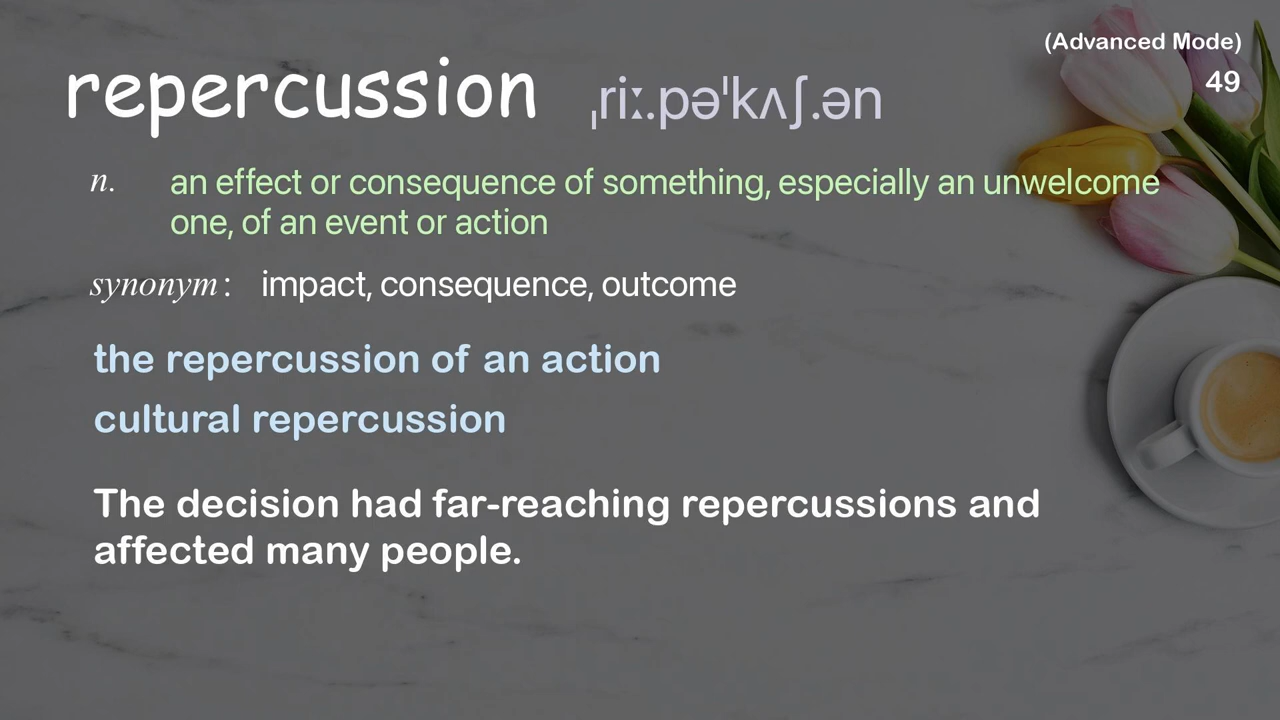 (Advanced Mode)
49
repercussion ˌriː.pəˈkʌʃ.ən
n. an effect or consequence of something, especially an unwelcome
one, of an event or action
synonym : impact, consequence, outcome
the repercussion of an action
cultural repercussion
The decision had far-reaching repercussions and
affected many people.